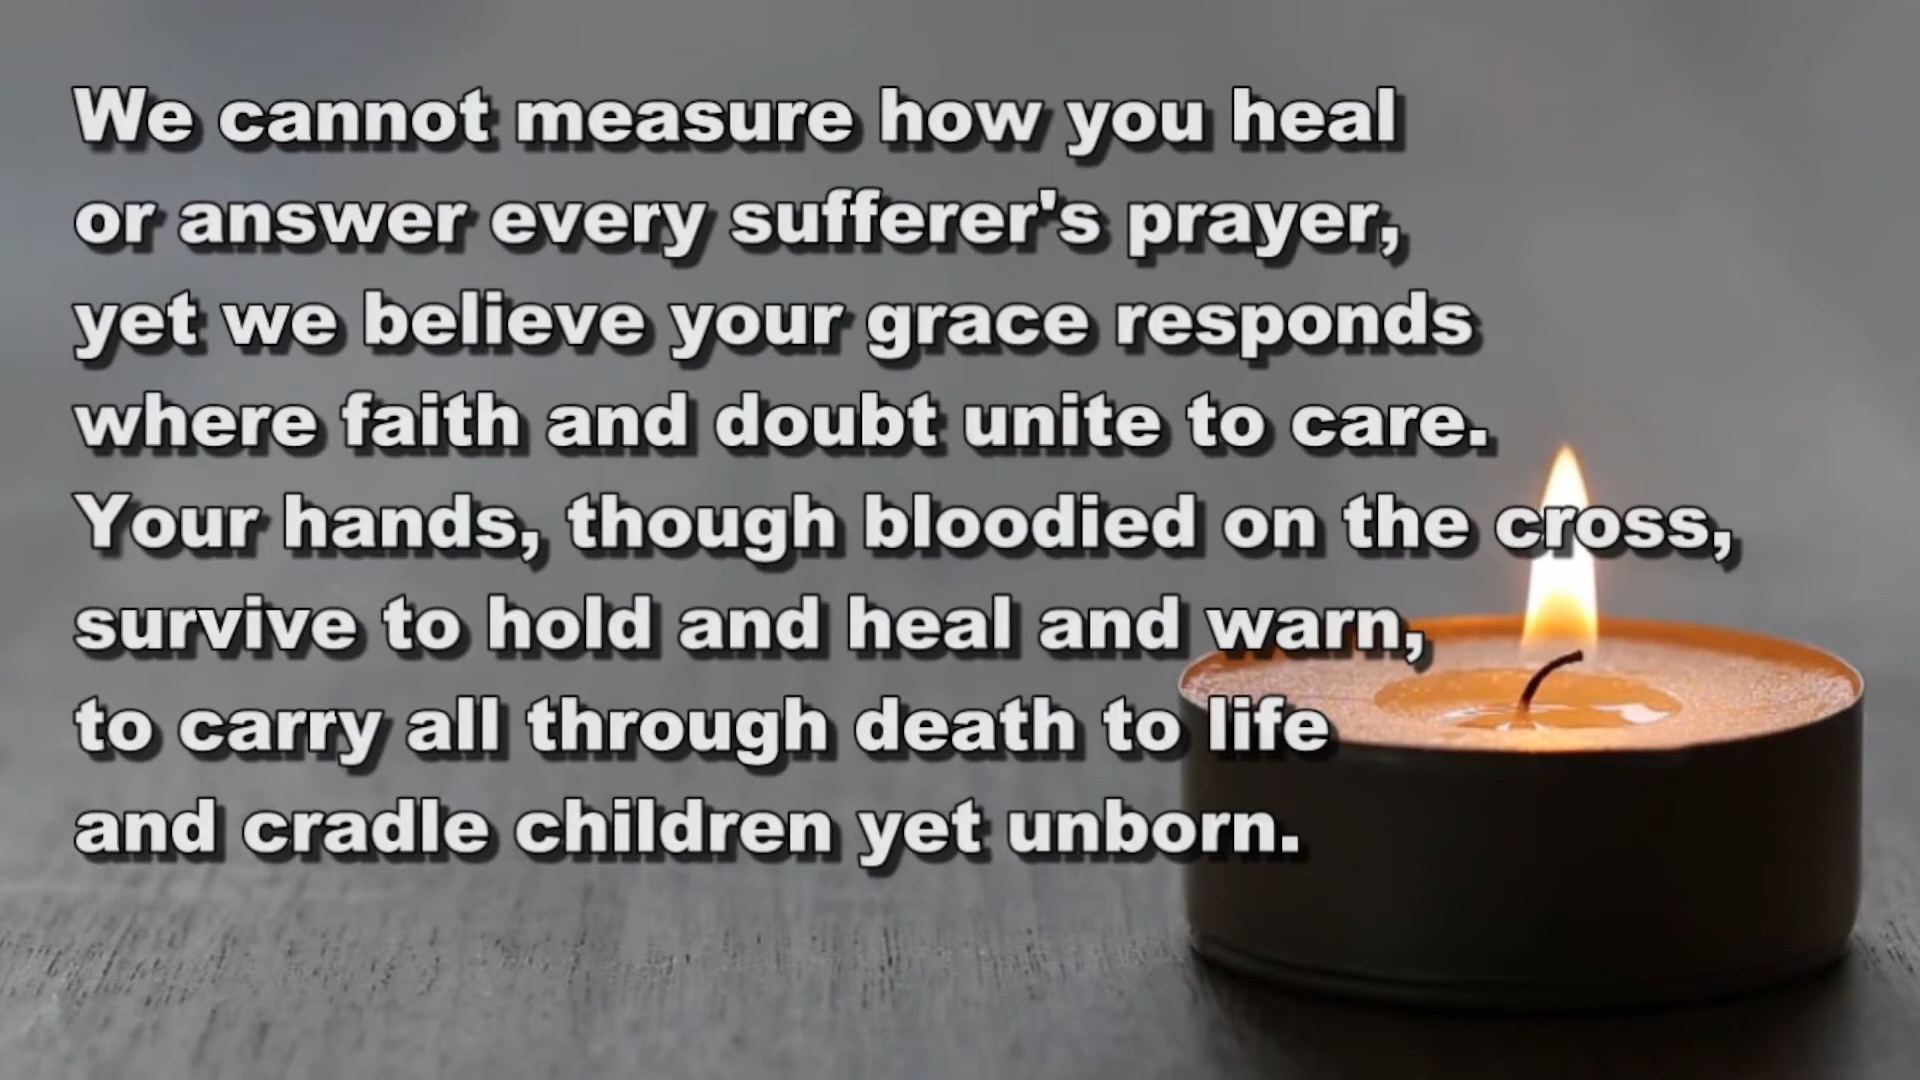 We cannot measure how you heal
or answer every sufferer's prayer,
yet we believe your grace responds
where faith and doubt unite to care.
Your hands, though bloodied on the cross,
survive to hold and heal and warn,
to carry all through death to life
and cradle children yet unborn.